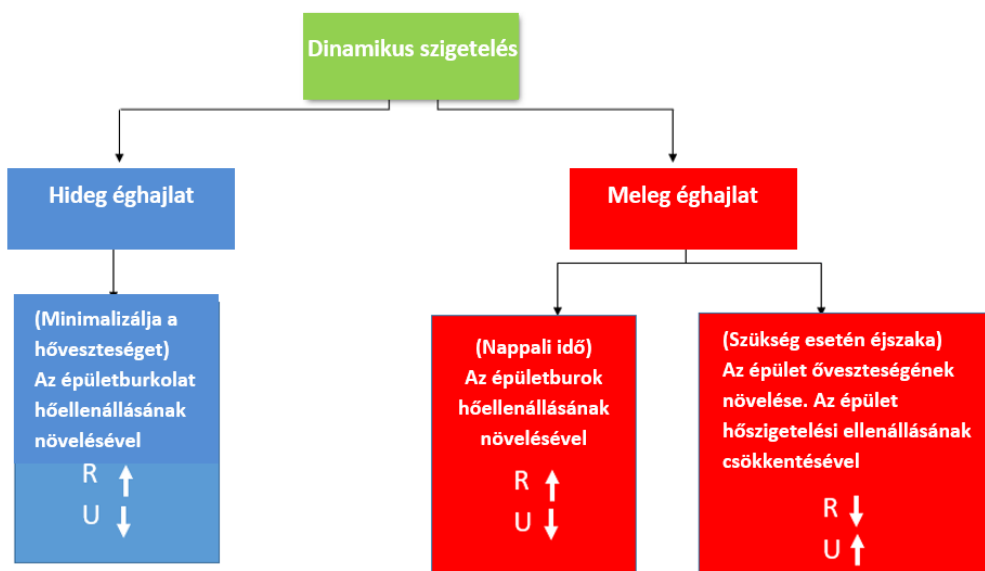 Dinamikus szigetelés
Hideg éghajlat
Meleg éghajlat
(Minimalizálja a
hőveszteséget)
Az épületburkolat
hőellenállásának
növelésével
R
U
(Nappali idő)
Az épületburok
hőellenállásának
növelésével
R
U
(Szükség esetén éjszaka)
Az épület őveszteségének
növelése. Az épület
hőszigetelési ellenállásának
csökkentésével
R
U